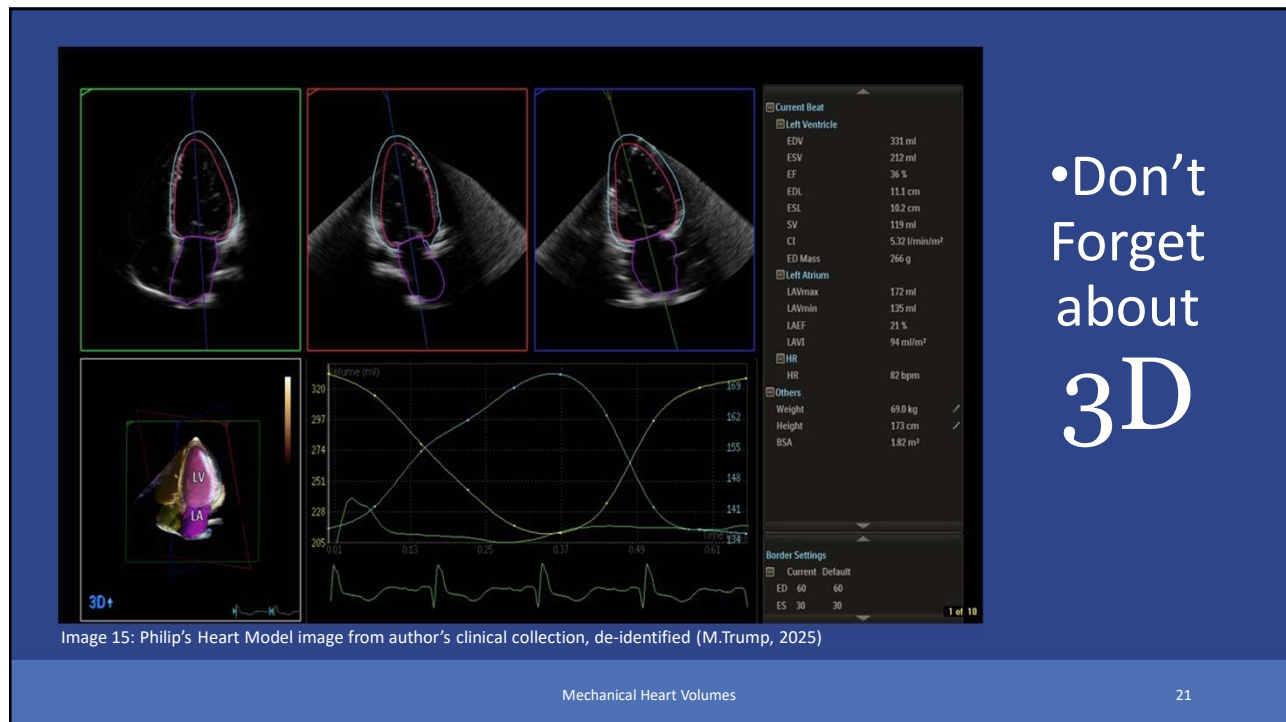 Current Beat
Left Ventricle
EDV 331 ml
ESV 212 ml
EF 36 %
EDL 11.1 cm
ESL 10.2 cm
SV 119 ml
CI 5.32 l/min/m²
ED Mass 266 g
Left Atrium
LAVmax 172 ml
LAVmin 135 ml
LAEF 21 %
LAVI 94 ml/m²
HR
HR 82 bpm
Others
Weight 69.0 kg
Height 173 cm
BSA 1.82 m²
Border Settings
Current Default
ED 60 60
ES 30 30
1 of 10
LV
LA
3D
Volume (ml)
320 169
297 162
274 155
251 148
228 141
205 134
Time
0.01 0.13 0.25 0.37 0.49 0.61
•Don’t
Forget
about
3D
Image 15: Philip’s Heart Model image from author’s clinical collection, de-identified (M.Trump, 2025)
Mechanical Heart Volumes
21